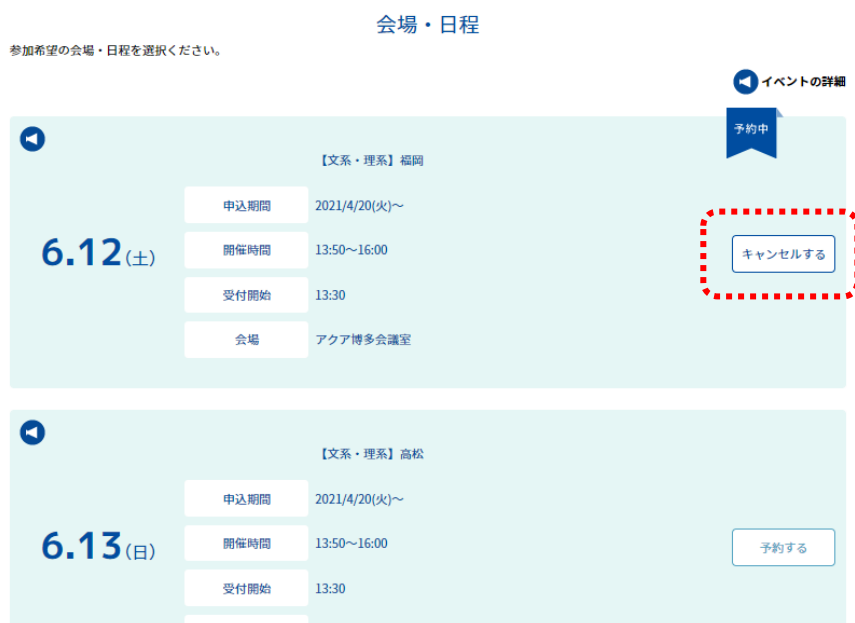 会場・日程
参加希望の会場・日程を選択ください。
イベントの詳細
予約中
【文系・理系】福岡
申込期間 2021/4/20(火)～
6.12(土)
開催時間 13:50～16:00
キャンセルする
受付開始 13:30
会場 アクア博多会議室
【文系・理系】高松
申込期間 2021/4/20(火)～
6.13(日)
開催時間 13:50～16:00
予約する
受付開始 13:30